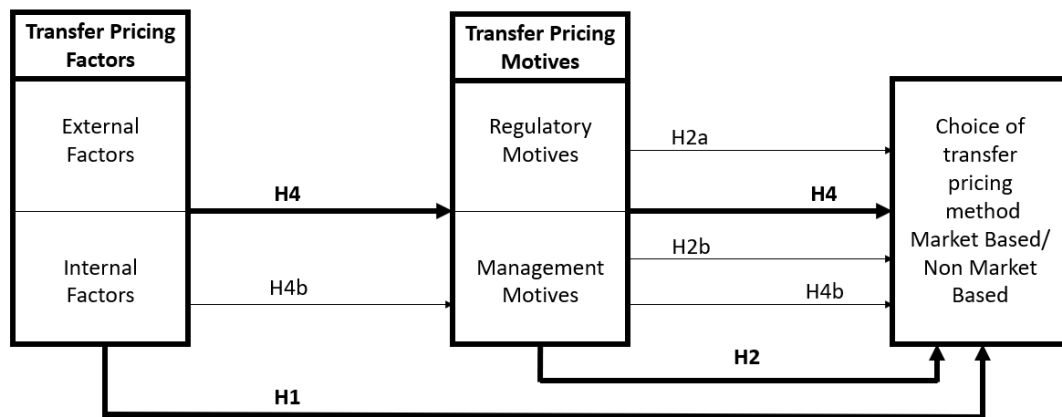 Transfer Pricing
Factors
External
Factors
Internal
Factors
H4
H4b
Transfer Pricing
Motives
Regulatory
Motives
Management
Motives
H2a
H4
H2b
H4b
Choice of
transfer
pricing
method
Market Based/
Non Market
Based
H2
H1